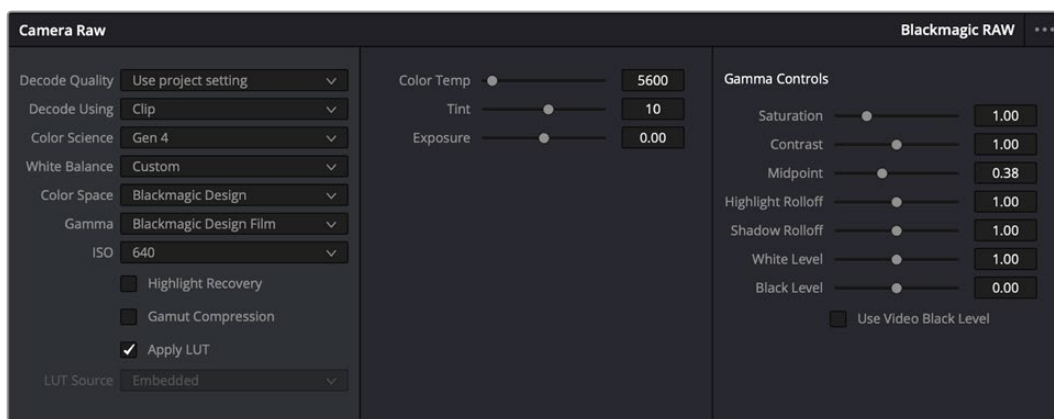 Camera Raw
Blackmagic RAW
Decode Quality Use project setting
Decode Using Clip
Color Science Gen 4
White Balance Custom
Color Space Blackmagic Design
Gamma Blackmagic Design Film
ISO 640
Highlight Recovery
Gamut Compression
Apply LUT
LUT Source Embedded
Color Temp 5600
Tint 10
Exposure 0.00
Gamma Controls
Saturation 1.00
Contrast 1.00
Midpoint 0.38
Highlight Rolloff 1.00
Shadow Rolloff 1.00
White Level 1.00
Black Level 0.00
Use Video Black Level